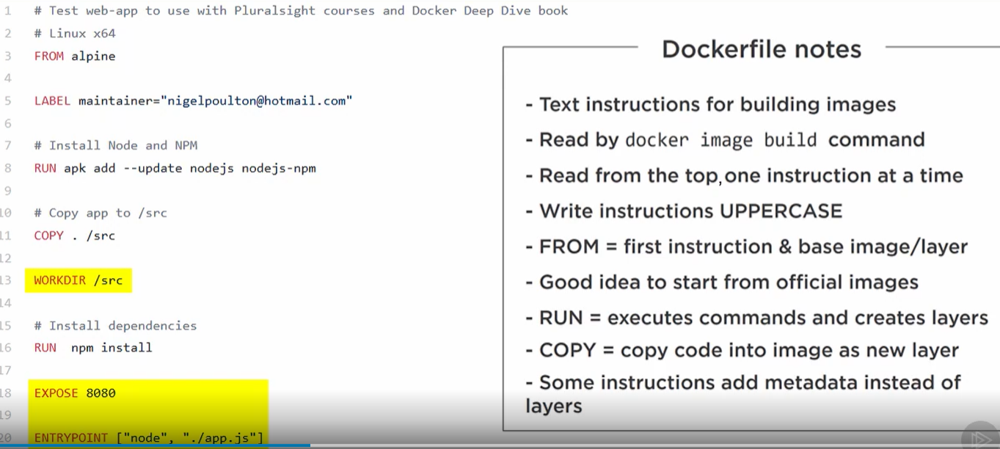 1 # Test web-app to use with Pluralsight courses and Docker Deep Dive book
2 # Linux x64
3 FROM alpine
4
5 LABEL maintainer="nigelpoulton@hotmail.com"
6
7 # Install Node and NPM
8 RUN apk add --update nodejs nodejs-npm
9
10 # Copy app to /src
11 COPY . /src
12
13 WORKDIR /src
14
15 # Install dependencies
16 RUN  npm install
17
18 EXPOSE 8080
19
20 ENTRYPOINT ["node", "./app.js"]
Dockerfile notes
- Text instructions for building images
- Read by docker image build command
- Read from the top,one instruction at a time
- Write instructions UPPERCASE
- FROM = first instruction & base image/layer
- Good idea to start from official images
- RUN = executes commands and creates layers
- COPY = copy code into image as new layer
- Some instructions add metadata instead of
layers